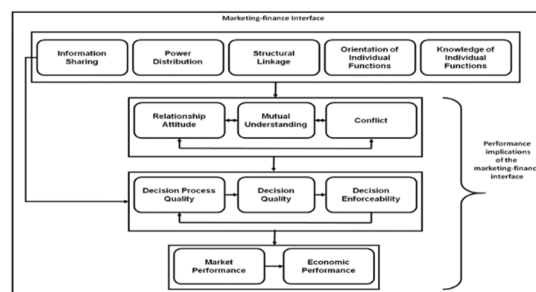 Marketing-finance Interface
Information
Sharing
Power
Distribution
Structural
Linkage
Orientation of
Individual
Functions
Knowledge of
Individual
Functions
Relationship
Attitude
Mutual
Understanding
Conflict
Performance
implications
of the
marketing-financ
Interface
Decision Process
Quality
Decision
Quality
Decision
Enforceability
Market
Performance
Economic
Performance